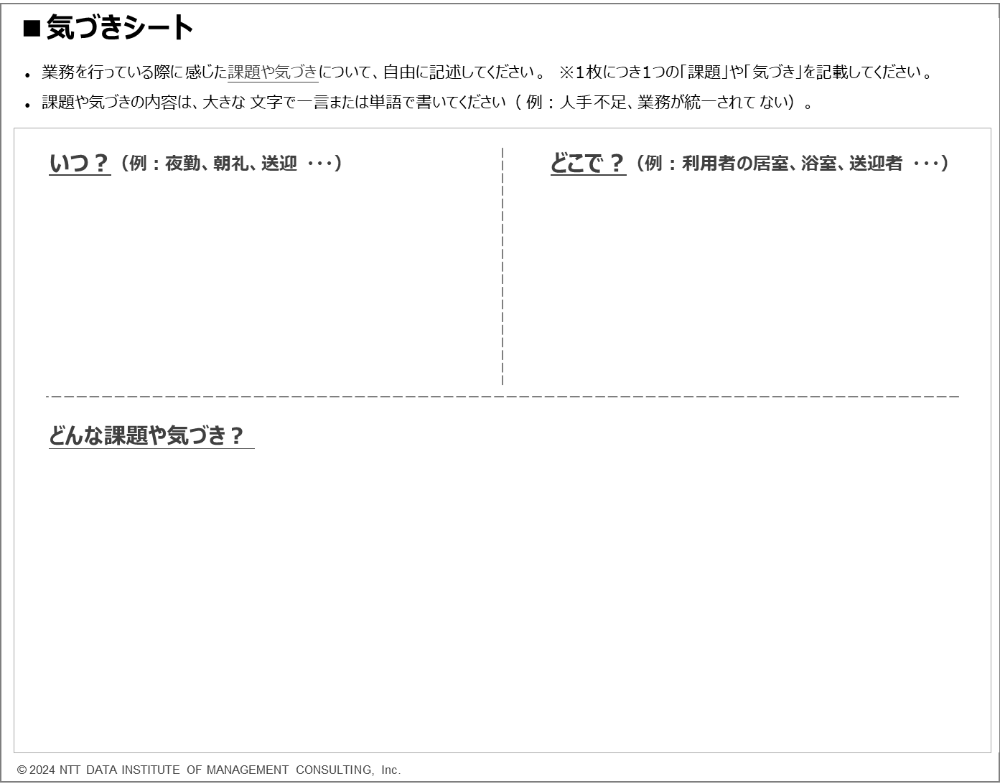 ■気づきシート
• 業務を行っている際に感じた課題や気づきについて、自由に記述してください。 ※1枚につき1つの「課題」や「気づき」を記載してください。
• 課題や気づきの内容は、大きな文字で一言または単語で書いてください（例：人手不足、業務が統一されてない）。
いつ？（例：夜勤、朝礼、送迎 ･･･）
どこで？（例：利用者の居室、浴室、送迎者 ･･･）
どんな課題や気づき？
© 2024 NTT DATA INSTITUTE OF MANAGEMENT CONSULTING, Inc.